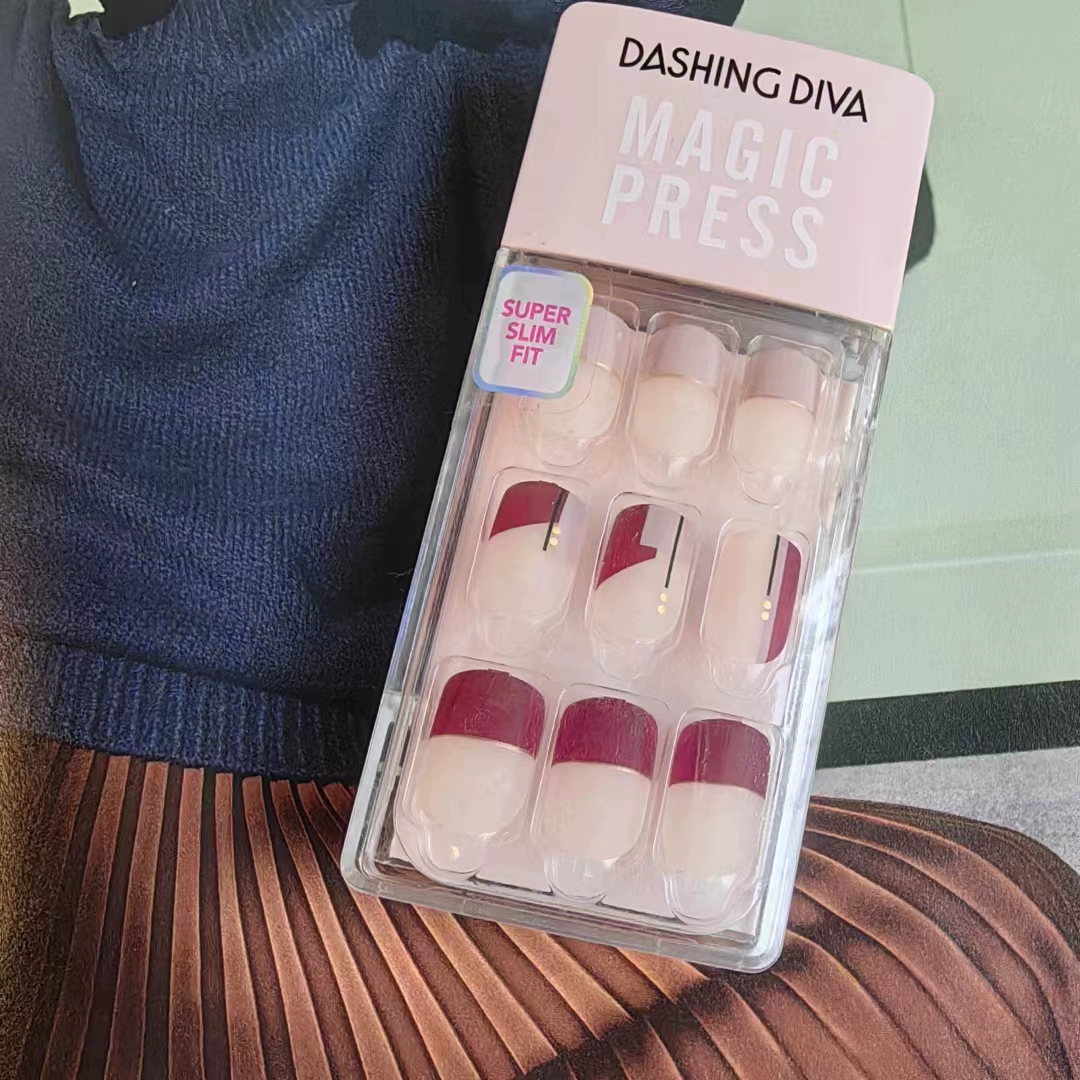 DASHING DIVA
MAGIC
PRESS
SUPER
SLIM
FIT